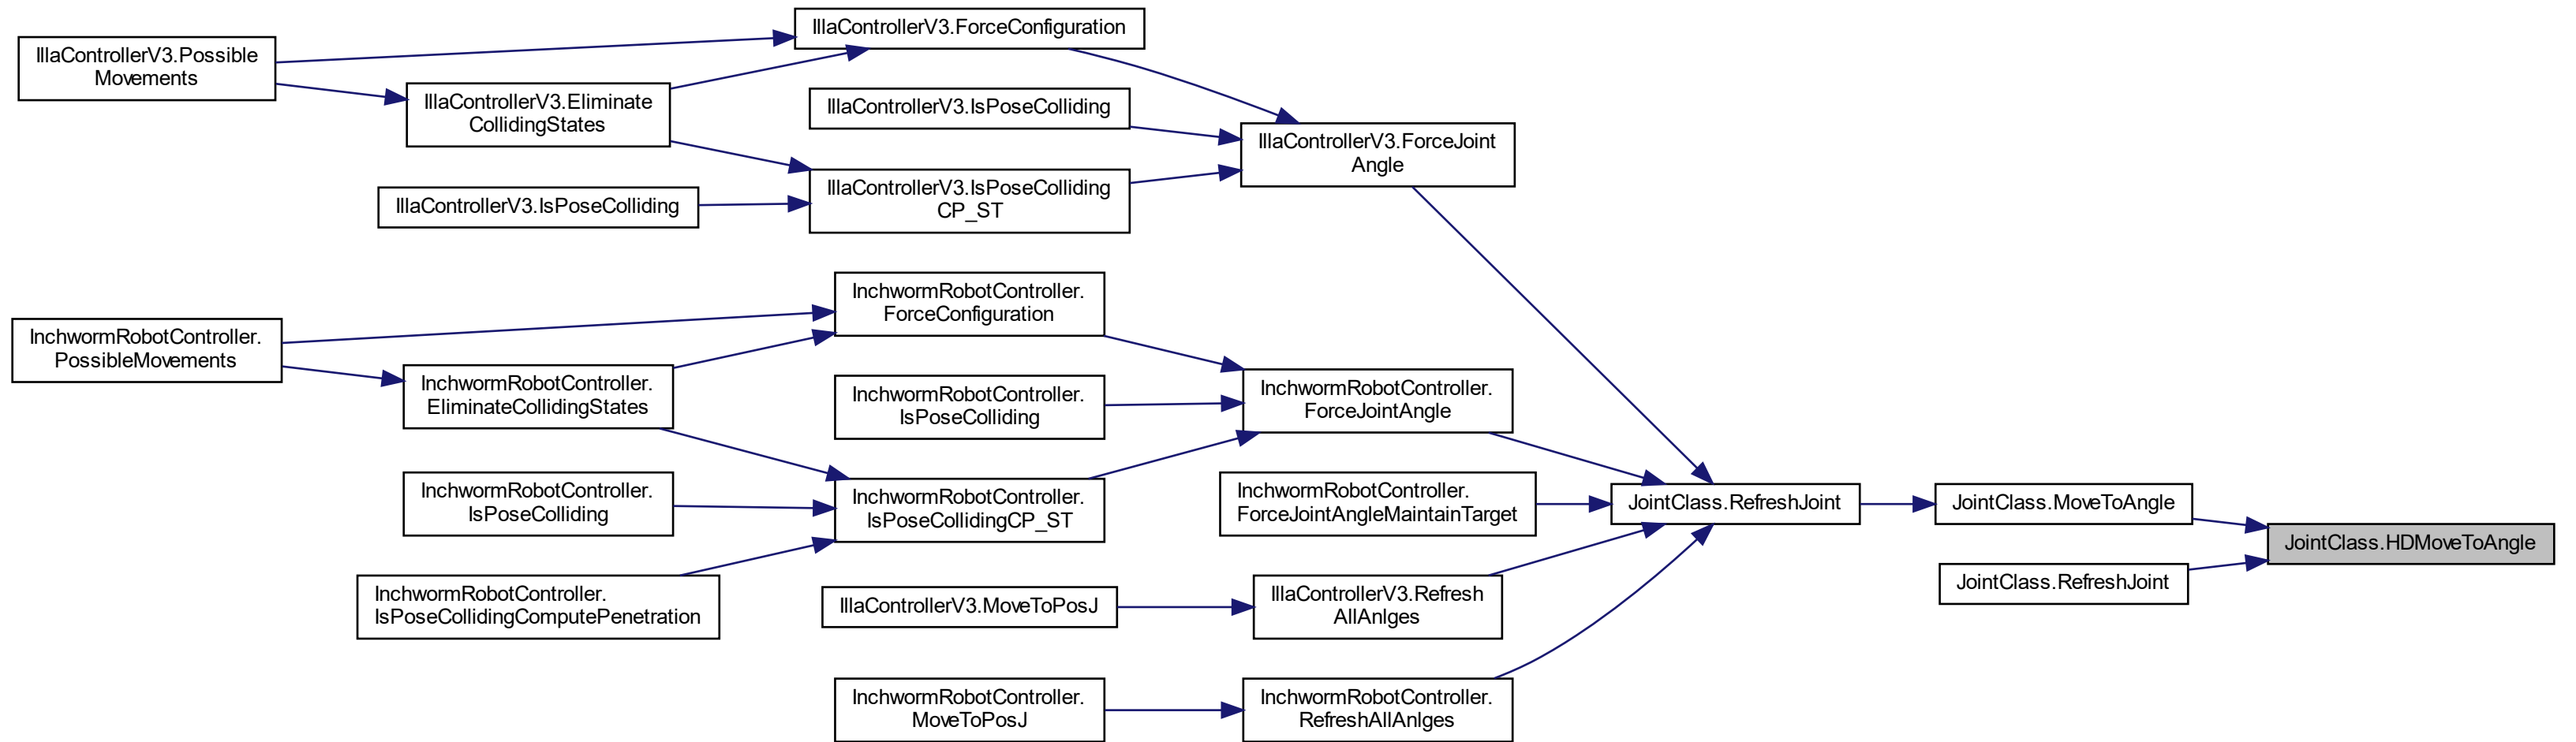 IllaControllerV3.Possible
Movements
IllaControllerV3.ForceConfiguration
IllaControllerV3.Eliminate
CollidingStates
IllaControllerV3.IsPoseColliding
IllaControllerV3.ForceJoint
Angle
IllaControllerV3.IsPoseColliding
IllaControllerV3.IsPoseColliding
CP_ST
InchwormRobotController.
ForceConfiguration
InchwormRobotController.
PossibleMovements
InchwormRobotController.
EliminateCollidingStates
InchwormRobotController.
IsPoseColliding
InchwormRobotController.
ForceJointAngle
InchwormRobotController.
IsPoseColliding
InchwormRobotController.
IsPoseCollidingCP_ST
InchwormRobotController.
ForceJointAngleMaintainTarget
JointClass.RefreshJoint
JointClass.MoveToAngle
JointClass.HDMoveToAngle
InchwormRobotController.
IsPoseCollidingComputePenetration
IllaControllerV3.MoveToPosJ
IllaControllerV3.Refresh
AllAnlges
JointClass.RefreshJoint
InchwormRobotController.
MoveToPosJ
InchwormRobotController.
RefreshAllAnlges